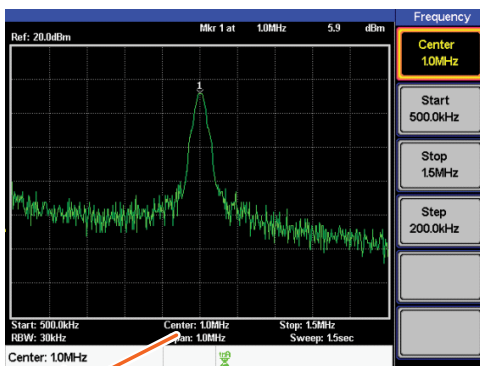 Frequency
Mkr 1 at 1.0MHz 5.9 dBm
Ref: 20.0dBm
Center
1.0MHz
1
Start
500.0kHz
Stop
1.5MHz
Step
200.0kHz
Start: 500.0kHz Center: 1.0MHz Stop: 1.5MHz
RBW: 30kHz 1.0MHz Sweep: 1.5sec
Center: 1.0MHz